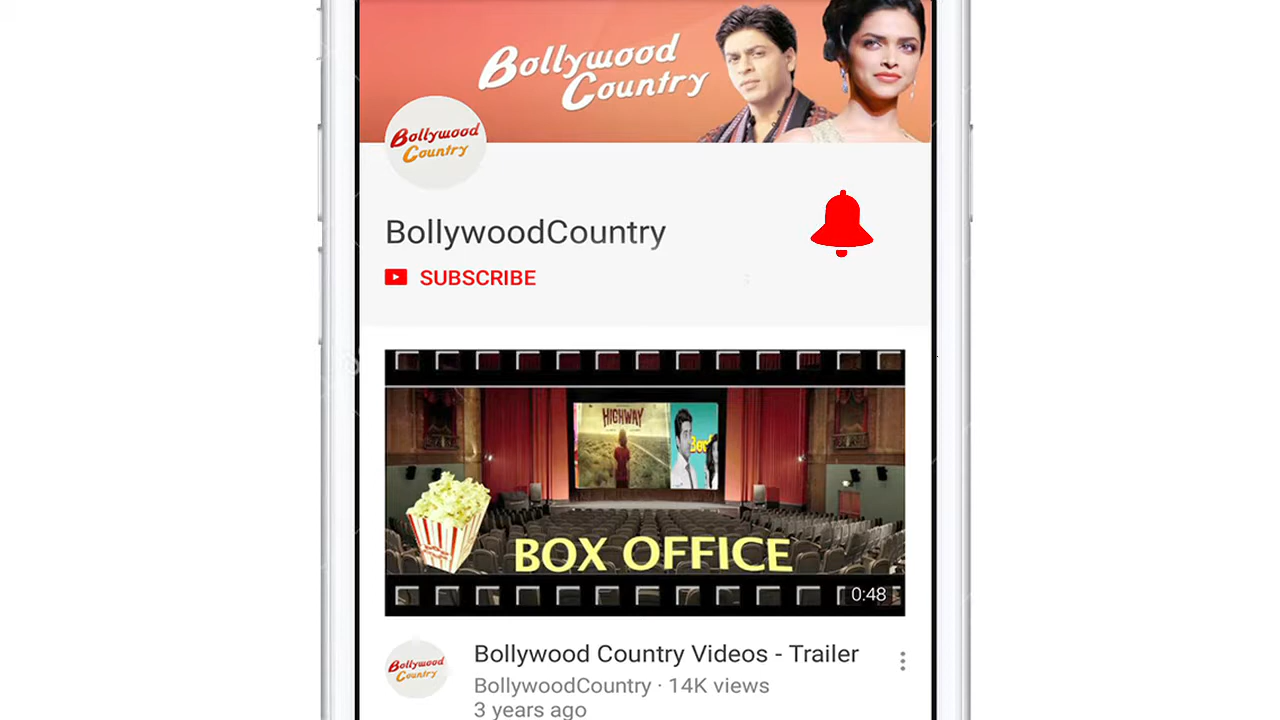 Bollywood
Country
Bollywood
Country
BollywoodCountry
SUBSCRIBE
HIGHWAY
BOX OFFICE
0:48
Bollywood
Country
Bollywood Country Videos - Trailer
BollywoodCountry · 14K views
3 years ago